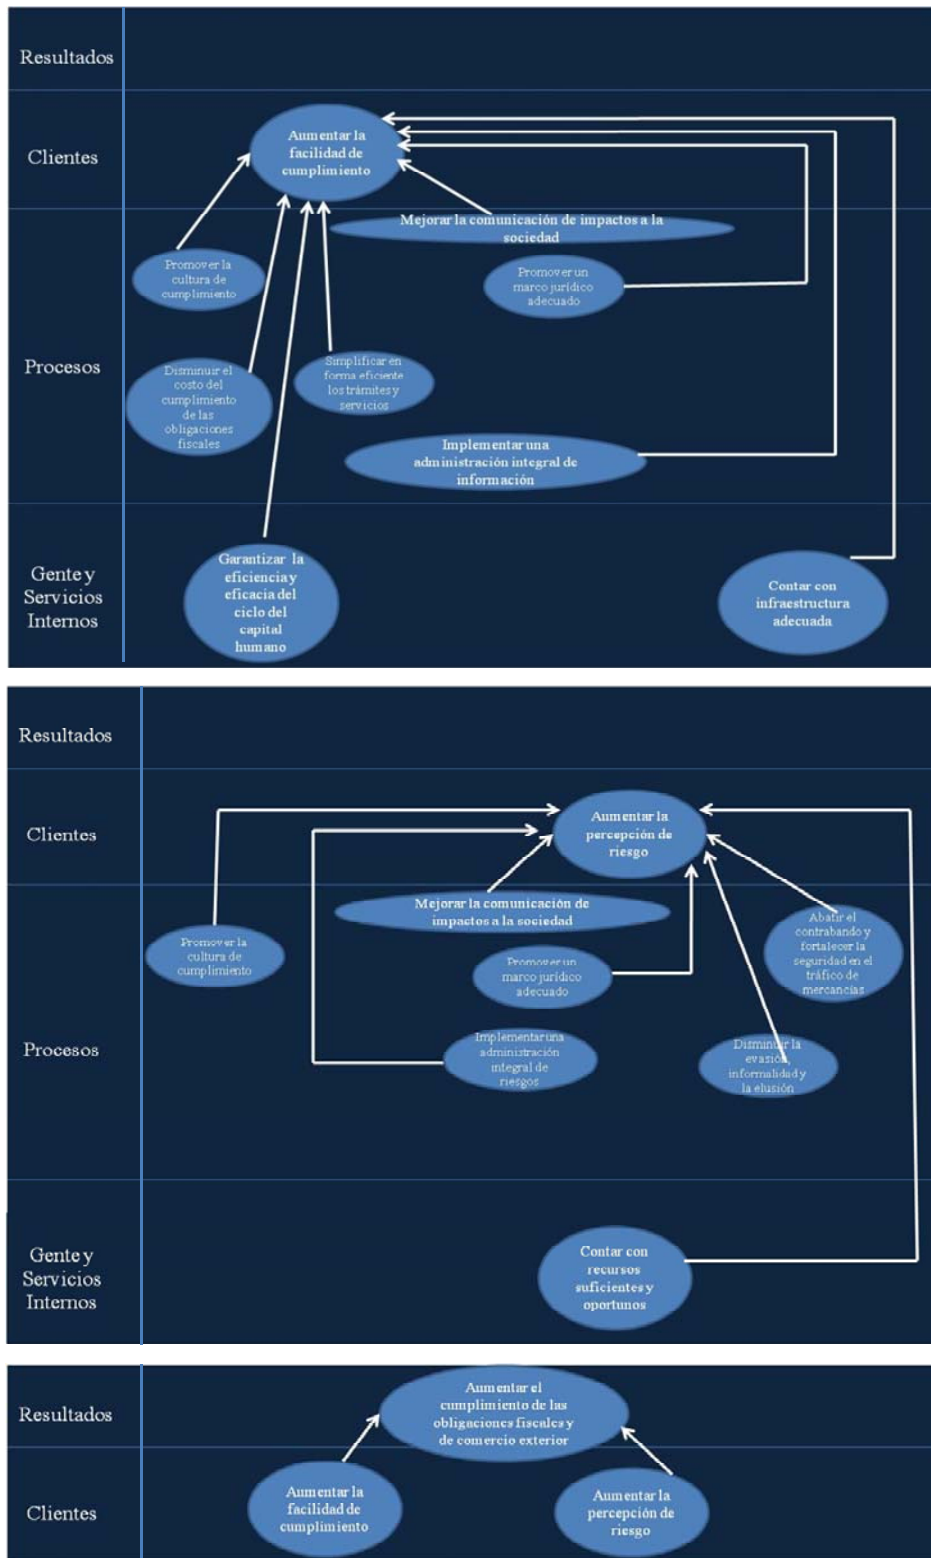 Resultados
Clientes
Aumentar la
facilidad de
cumplimiento
Mejorar la comunicación de impactos a la
sociedad
Promover la
cultura de
cumplimiento
Promover un
marco jurídico
adecuado
Procesos
Disminuir el
costo del
cumplimiento
de las
obligaciones
fiscales
Simplificar en
forma eficiente
los trámites y
servicios
Implementar una
administración integral de
información
Gente y
Servicios
Internos
Garantizar la
eficiencia y
eficacia del
ciclo del
capital
humano
Contar con
infraestructura
adecuada
Resultados
Clientes
Aumentar la
percepción de
riesgo
Mejorar la comunicación de
impactos a la sociedad
Promover la
cultura de
cumplimiento
Promover un
marco jurídico
adecuado
Abatir el
contrabando y
fortalecer la
seguridad en el
tráfico de
mercancías
Procesos
Implementar una
administración
integral de
riesgos
Disminuir la
evasión,
informalidad y
la elusión
Gente y
Servicios
Internos
Contar con
recursos
suficientes y
oportunos
Resultados
Aumentar el
cumplimiento de las
obligaciones fiscales y
de comercio exterior
Clientes
Aumentar la
facilidad de
cumplimiento
Aumentar la
percepción de
riesgo